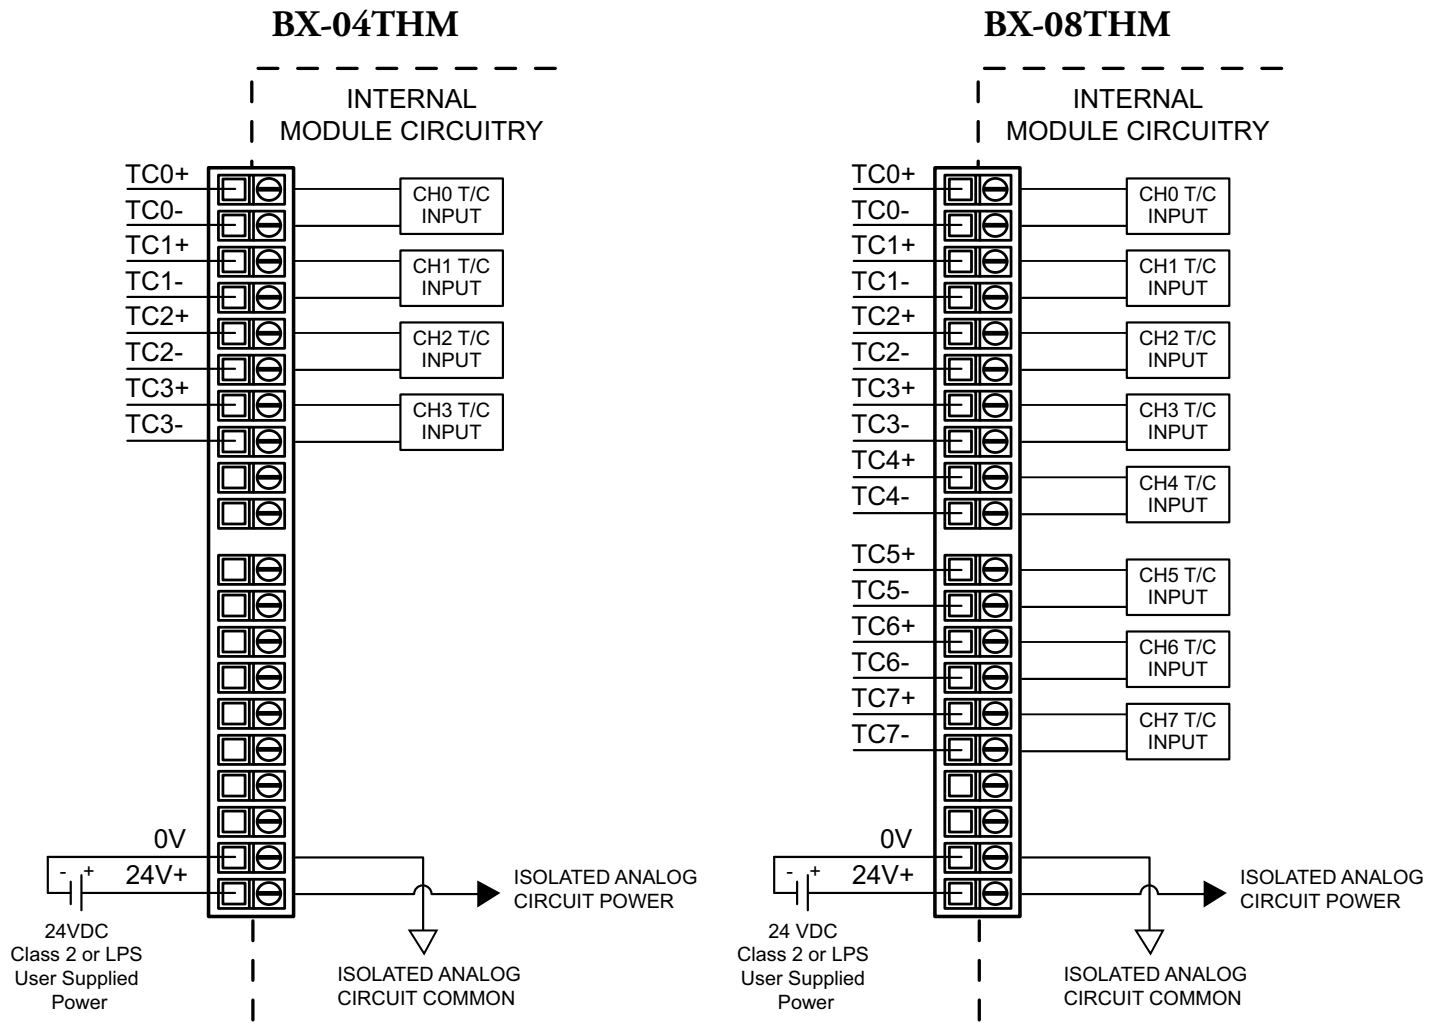 BX-04THM
INTERNAL
MODULE CIRCUITRY
TC0+
TC0-
TC1+
TC1-
TC2+
TC2-
TC3+
TC3-
CH0 T/C
INPUT
CH1 T/C
INPUT
CH2 T/C
INPUT
CH3 T/C
INPUT
0V
24V+
- +
24VDC
Class 2 or LPS
User Supplied
Power
ISOLATED ANALOG
CIRCUIT POWER
ISOLATED ANALOG
CIRCUIT COMMON
BX-08THM
INTERNAL
MODULE CIRCUITRY
TC0+
TC0-
TC1+
TC1-
TC2+
TC2-
TC3+
TC3-
TC4+
TC4-
TC5+
TC5-
TC6+
TC6-
TC7+
TC7-
CH0 T/C
INPUT
CH1 T/C
INPUT
CH2 T/C
INPUT
CH3 T/C
INPUT
CH4 T/C
INPUT
CH5 T/C
INPUT
CH6 T/C
INPUT
CH7 T/C
INPUT
0V
24V+
- +
24 VDC
Class 2 or LPS
User Supplied
Power
ISOLATED ANALOG
CIRCUIT POWER
ISOLATED ANALOG
CIRCUIT COMMON